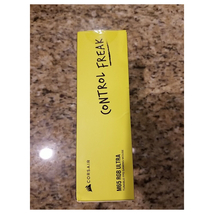 CONTROL FREAK
CORSAIR
M65 RGB ULTRA